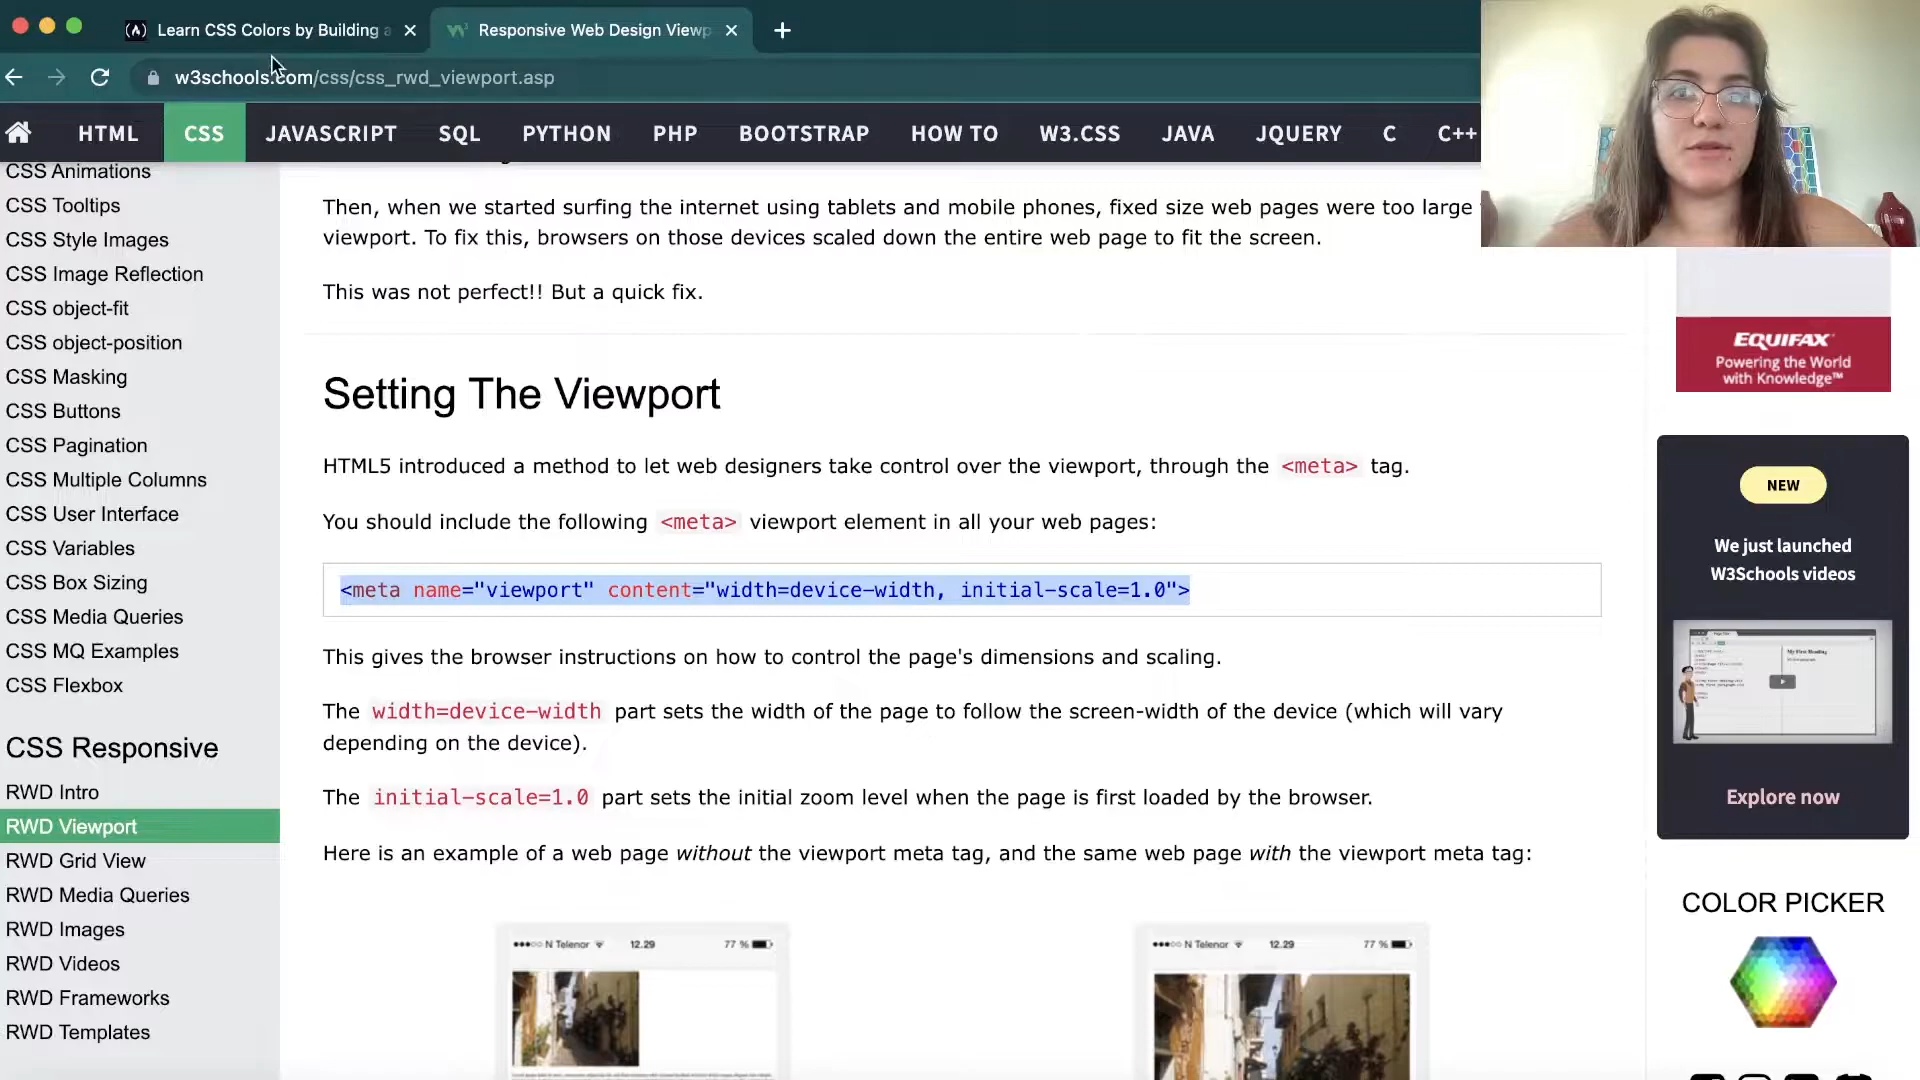 Learn CSS Colors by Building a
Responsive Web Design Viewp
w3schools.com/css/css_rwd_viewport.asp
HTML CSS JAVASCRIPT SQL PYTHON PHP BOOTSTRAP HOW TO W3.CSS JAVA JQUERY C C++
CSS Animations
CSS Tooltips
CSS Style Images
CSS Image Reflection
CSS object-fit
CSS object-position
CSS Masking
CSS Buttons
CSS Pagination
CSS Multiple Columns
CSS User Interface
CSS Variables
CSS Box Sizing
CSS Media Queries
CSS MQ Examples
CSS Flexbox
CSS Responsive
RWD Intro
RWD Viewport
RWD Grid View
RWD Media Queries
RWD Images
RWD Videos
RWD Frameworks
RWD Templates
Then, when we started surfing the internet using tablets and mobile phones, fixed size web pages were too large
viewport. To fix this, browsers on those devices scaled down the entire web page to fit the screen.
This was not perfect!! But a quick fix.
Setting The Viewport
HTML5 introduced a method to let web designers take control over the viewport, through the <meta> tag.
You should include the following <meta> viewport element in all your web pages:
<meta name="viewport" content="width=device-width, initial-scale=1.0">
This gives the browser instructions on how to control the page's dimensions and scaling.
The width=device-width part sets the width of the page to follow the screen-width of the device (which will vary
depending on the device).
The initial-scale=1.0 part sets the initial zoom level when the page is first loaded by the browser.
Here is an example of a web page without the viewport meta tag, and the same web page with the viewport meta tag:
N Telenor 12.29 77 %
N Telenor 12.29 77 %
EQUIFAX
Powering the World
with Knowledge™
NEW
We just launched
W3Schools videos
Explore now
COLOR PICKER